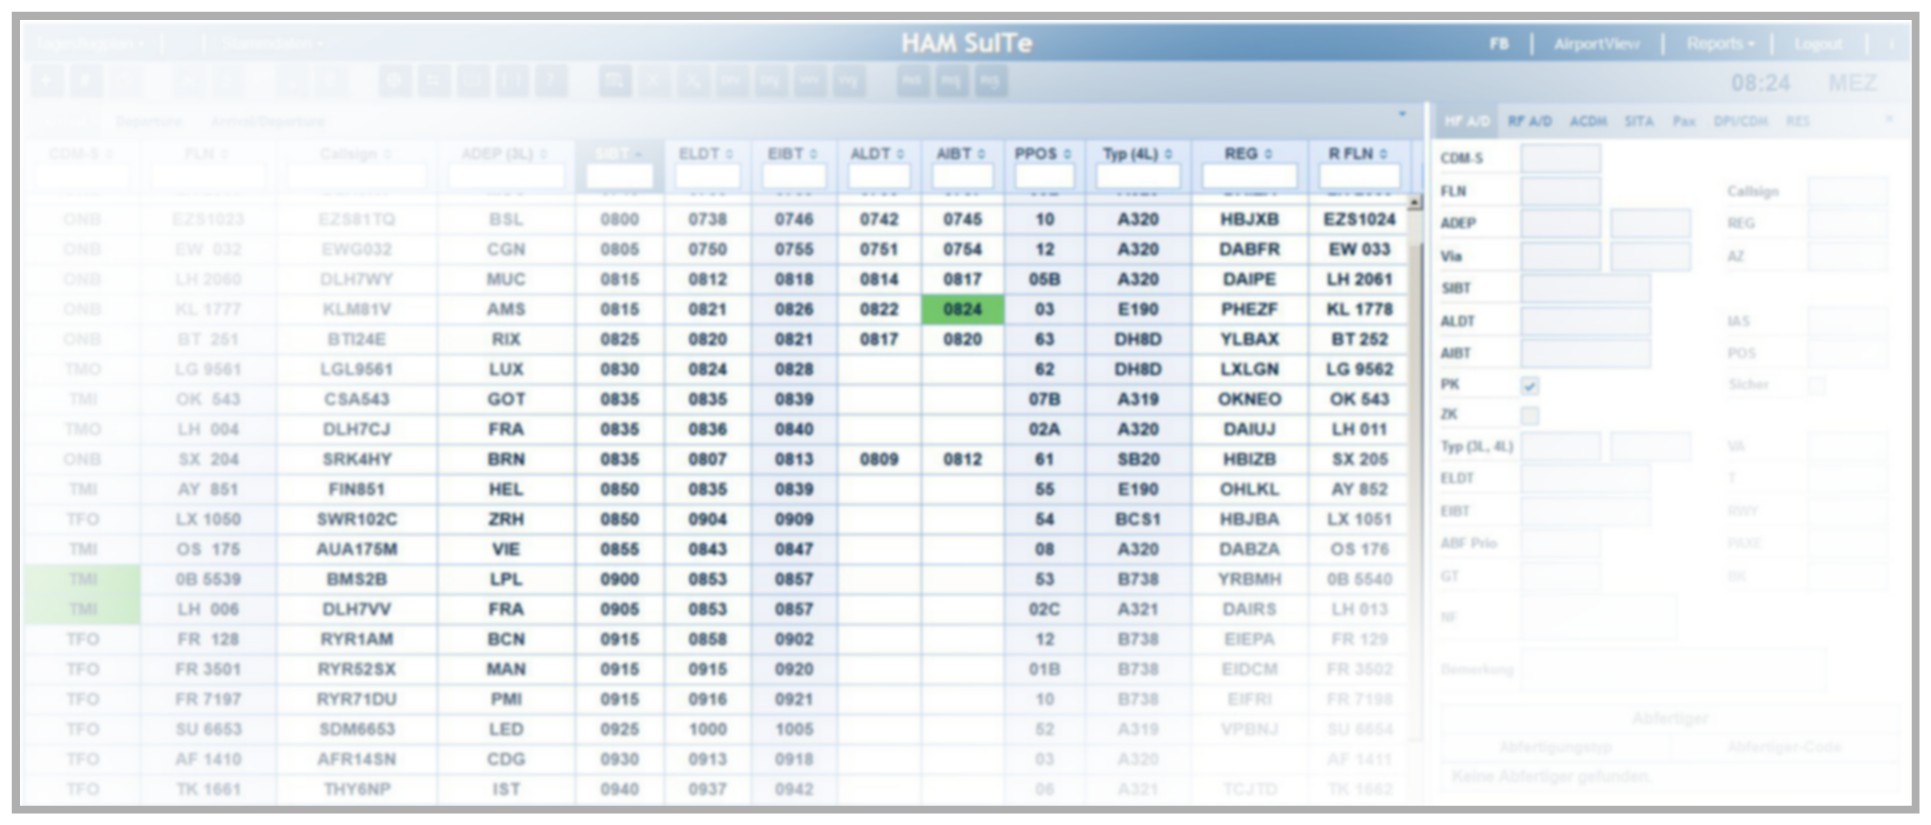 HAM SuITe
FB AirportView Reports Logout
08:24 MEZ
Departure Arrival/Departure
MF A/D RF A/D ACDM SITA Pax DPI/CDM RES
CDM-S FLN Callsign ADEP (3L) SIBT ELDT EIBT ALDT AIBT PPOS Typ (4L) REG R FLN
ONB EZS1023 EZS81TQ BSL 0800 0738 0746 0742 0745 10 A320 HBJXB EZS1024
ONB EW 032 EWG032 CGN 0805 0750 0755 0751 0754 12 A320 DABFR EW 033
ONB LH 2060 DLH7WY MUC 0815 0812 0818 0814 0817 05B A320 DAIPE LH 2061
ONB KL 1777 KLM81V AMS 0815 0821 0826 0822 0824 03 E190 PHEZF KL 1778
ONB BT 251 BTI24E RIX 0825 0820 0821 0817 0820 63 DH8D YLBAX BT 252
TMO LG 9561 LGL9561 LUX 0830 0824 0828 62 DH8D LXLGN LG 9562
TMI OK 543 CSA543 GOT 0835 0835 0839 07B A319 OKNEO OK 543
TMO LH 004 DLH7CJ FRA 0835 0836 0840 02A A320 DAIUJ LH 011
ONB SX 204 SRK4HY BRN 0835 0807 0813 0809 0812 61 SB20 HBIZB SX 205
TMI AY 851 FIN851 HEL 0850 0835 0839 55 E190 OHLKL AY 852
TFO LX 1050 SWR102C ZRH 0850 0904 0909 54 BCS1 HBJBA LX 1051
TMI OS 175 AUA175M VIE 0855 0843 0847 08 A320 DABZA OS 176
TMI 0B 5539 BMS2B LPL 0900 0853 0857 53 B738 YRBMH 0B 5540
TMI LH 006 DLH7VV FRA 0905 0853 0857 02C A321 DAIRS LH 013
TFO FR 128 RYR1AM BCN 0915 0858 0902 12 B738 EIEPA FR 129
TFO FR 3501 RYR52SX MAN 0915 0915 0920 01B B738 EIDCM FR 3502
TFO FR 7197 RYR71DU PMI 0915 0916 0921 10 B738 EIFRI FR 7198
TFO SU 6653 SDM6653 LED 0925 1000 1005 52 A319 VPBNJ SU 6654
TFO AF 1410 AFR14SN CDG 0930 0913 0918 03 A320 AF 1411
TFO TK 1661 THY6NP IST 0940 0937 0942 06 A321 TCJTD TK 1662
CDM-S
FLN Callsign
ADEP REG
Via AZ
SIBT
ALDT IAS
AIBT POS
PK Sicher
ZK
Typ (3L, 4L) VA
ELDT T
EIBT RWY
ABF Prio PAXE
GT
NF
Bemerkung
Abfertiger
Abfertigungstyp Abfertiger-Code
Keine Abfertiger gefunden.